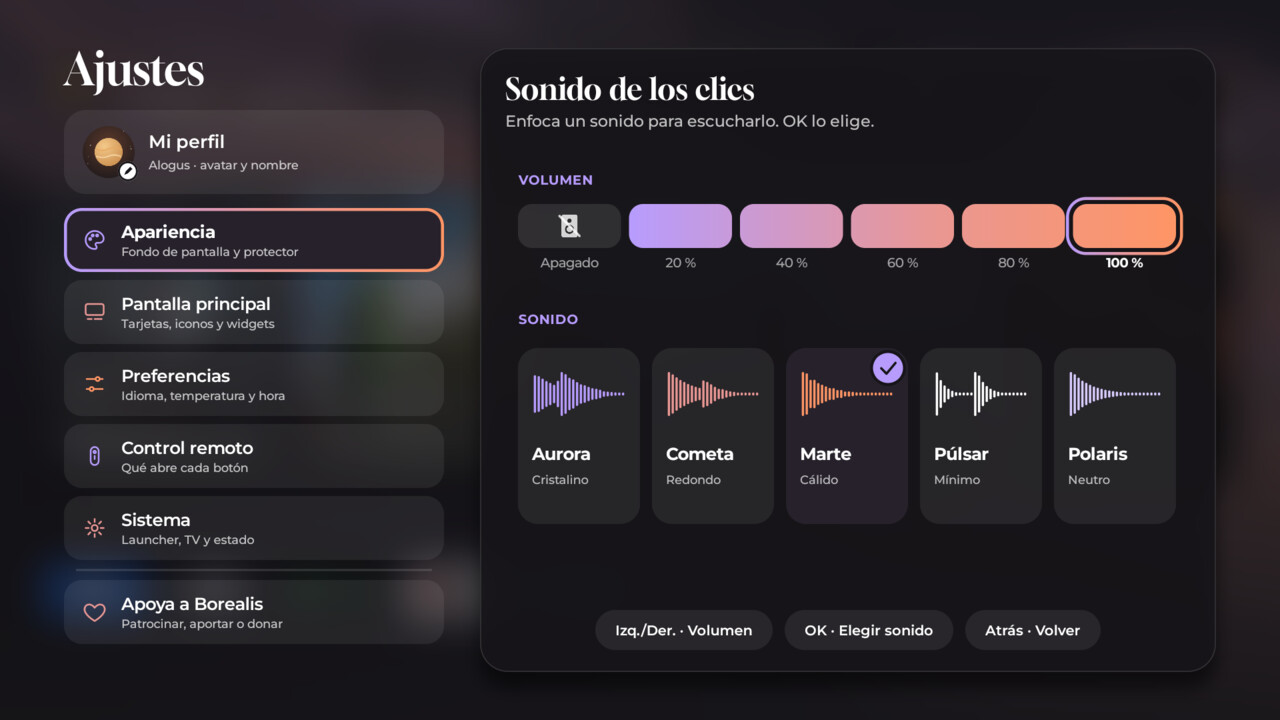 Ajustes
Mi perfil
Alogus · avatar y nombre
Apariencia
Fondo de pantalla y protector
Pantalla principal
Tarjetas, iconos y widgets
Preferencias
Idioma, temperatura y hora
Control remoto
Qué abre cada botón
Sistema
Launcher, TV y estado
Apoya a Borealis
Patrocinar, aportar o donar
Sonido de los clics
Enfoca un sonido para escucharlo. OK lo elige.
VOLUMEN
Apagado 20 % 40 % 60 % 80 % 100 %
SONIDO
Aurora Cometa Marte Púlsar Polaris
Cristalino Redondo Cálido Mínimo Neutro
Izq./Der. · Volumen OK · Elegir sonido Atrás · Volver